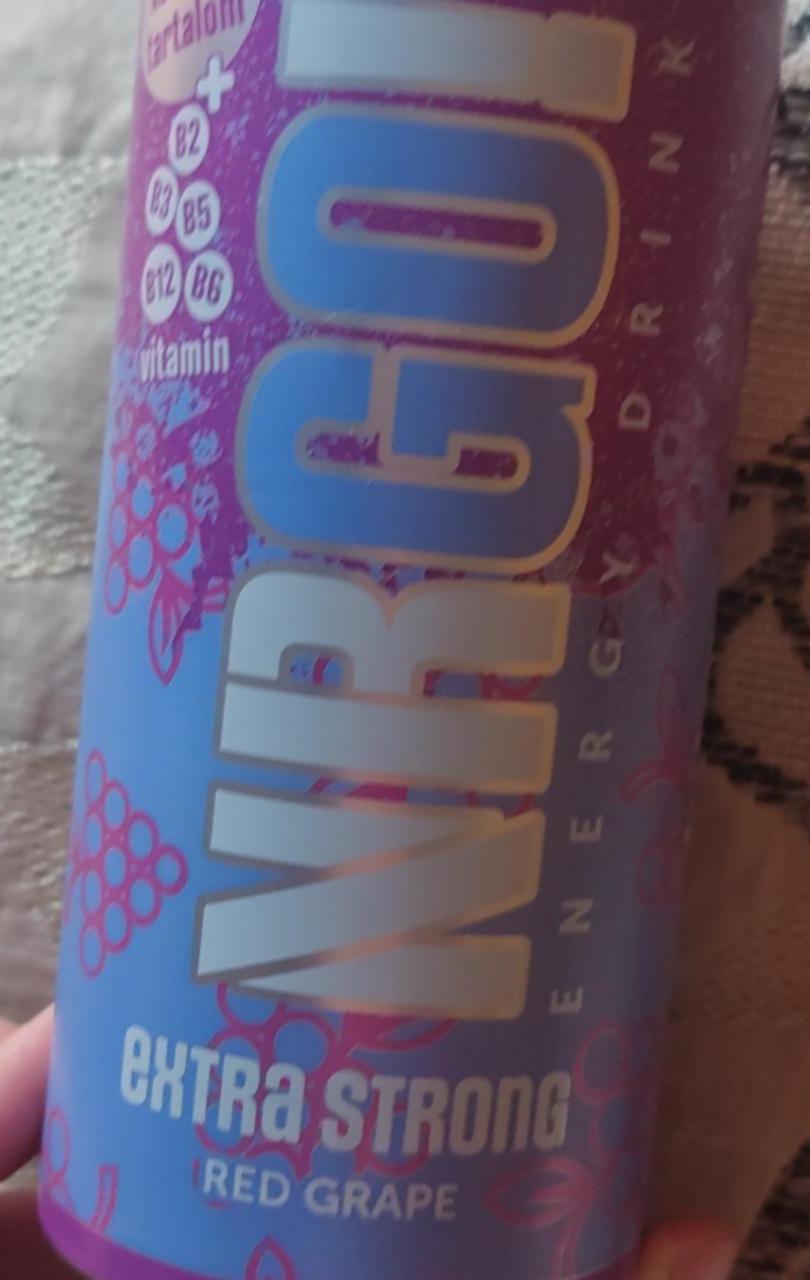 tartalom
+
B2
B3 B5
B12 B6
vitamin
NRGO!
ENERGY DRINK
eXTRa STRONG
RED GRAPE